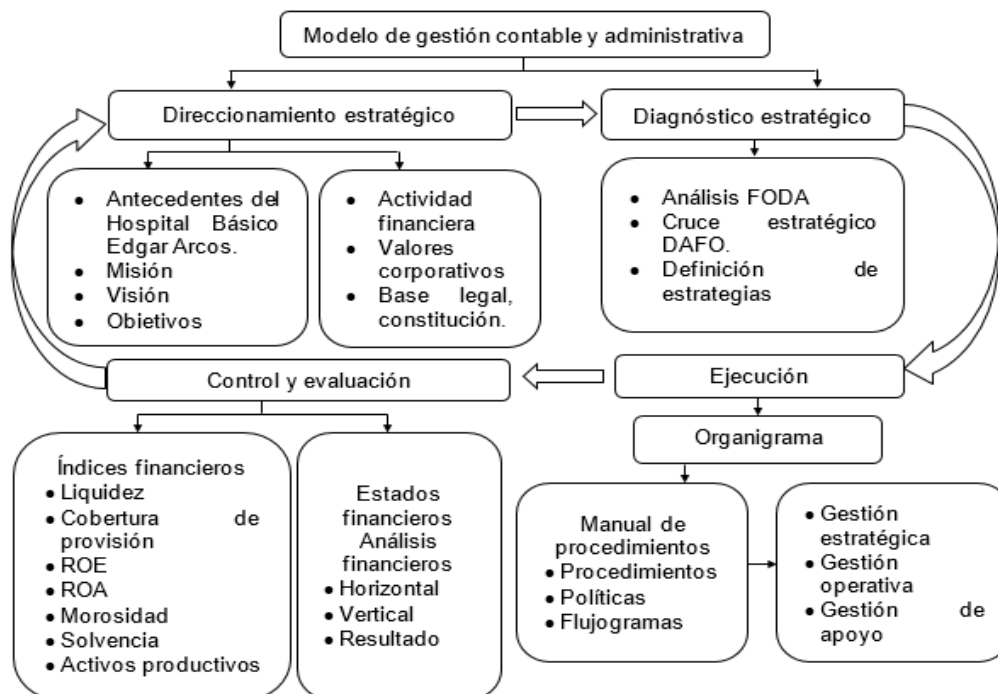 Modelo de gestión contable y administrativa
Direccionamiento estratégico
Diagnóstico estratégico
• Antecedentes del
Hospital Básico
Edgar Arcos.
• Misión
• Visión
• Objetivos
• Actividad
financiera
• Valores
corporativos
• Base legal,
constitución.
• Análisis FODA
• Cruce estratégico
DAFO.
• Definición de
estrategias
Control y evaluación
Ejecución
Organigrama
Índices financieros
• Liquidez
• Cobertura de
provisión
• ROE
• ROA
• Morosidad
• Solvencia
• Activos productivos
Estados
financieros
Análisis
financieros
• Horizontal
• Vertical
• Resultado
Manual de
procedimientos
• Procedimientos
• Políticas
• Flujogramas
• Gestión
estratégica
• Gestión
operativa
• Gestión de
apoyo